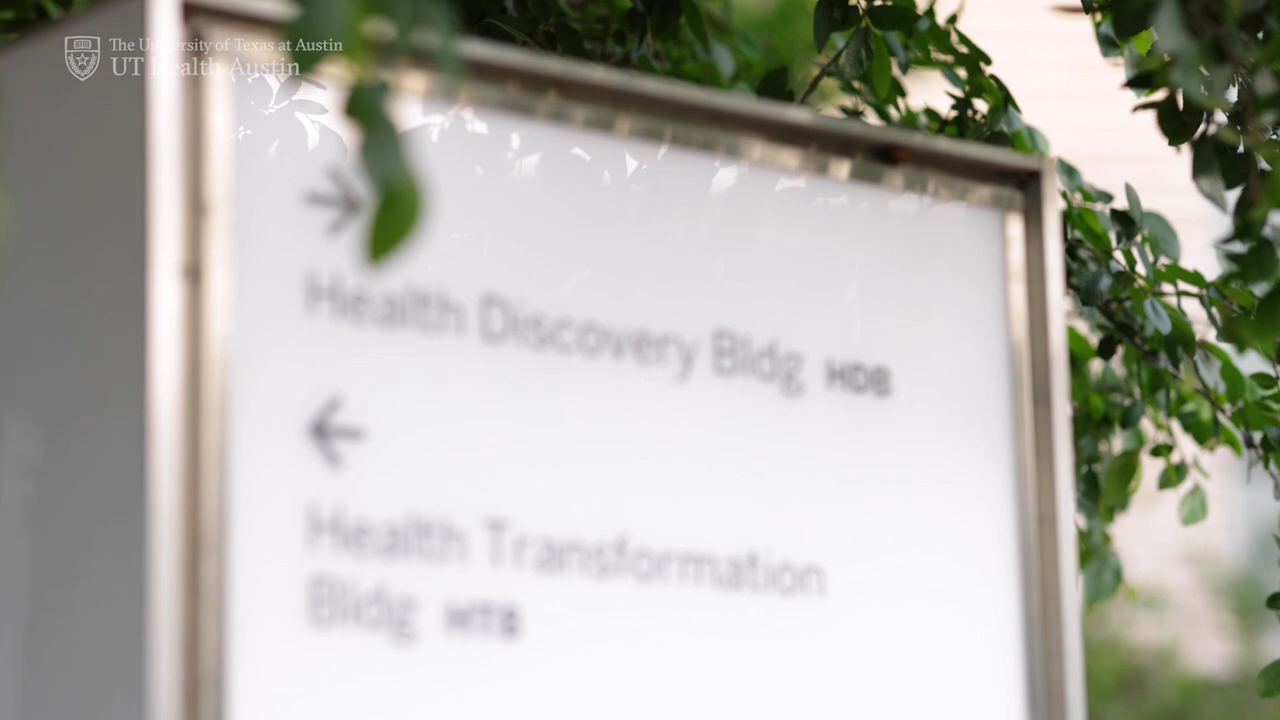 The University of Texas at Austin
UT Health Austin
→
Health Discovery Bldg HDB
←
Health Transformation
Bldg HTB